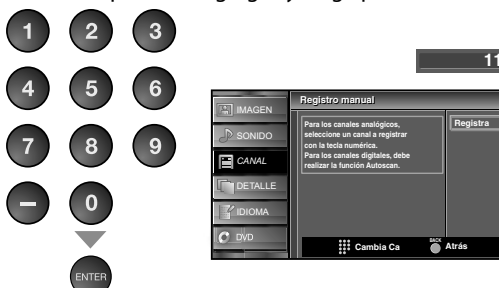 1 2 3
4 5 6
7 8 9
– 0
ENTER
11
Registro manual
IMAGEN
SONIDO
CANAL
DETALLE
IDIOMA
DVD
Para los canales analógicos,
seleccione un canal a registrar
con la tecla numérica.
Para los canales digitales, debe
realizar la función Autoscan.
Registra
Cambia Ca
BACK
Atrás